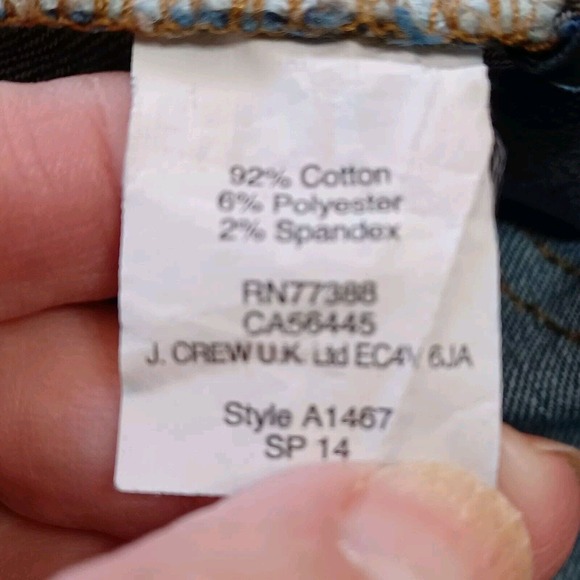 92% Cotton
6% Polyester
2% Spandex
RN77388
CA56445
J. CREW U.K. Ltd EC4V 6JA
Style A1467
SP 14